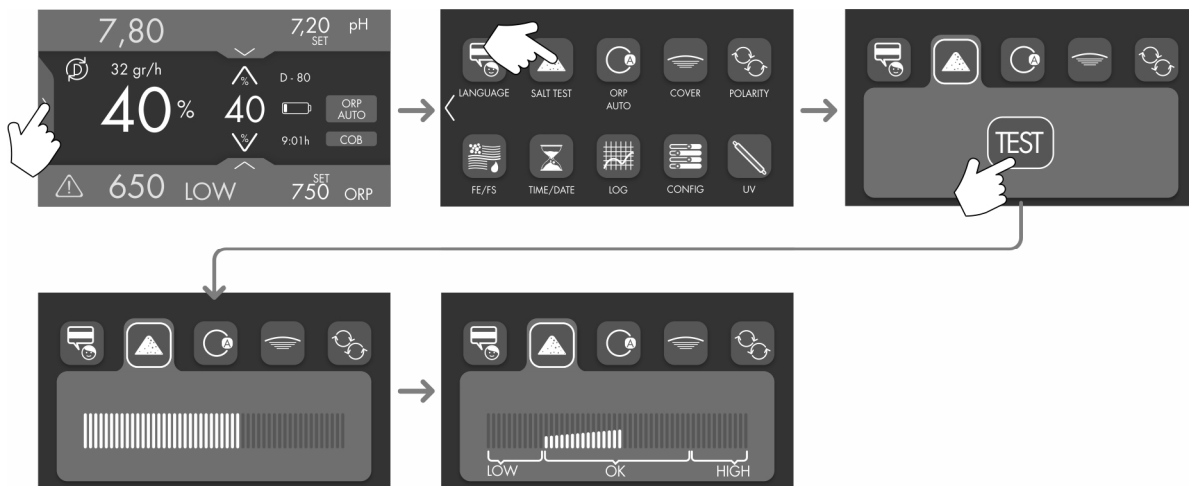 7,80 7,20 pH
SET
D 32 gr/h % D - 80
40% 40 ORP
AUTO
% 9:01h COB
650 LOW SET
750 ORP
LANGUAGE SALT TEST ORP
AUTO COVER POLARITY
FE/FS TIME/DATE LOG CONFIG UV
A
A
TEST
A
A
LOW OK HIGH